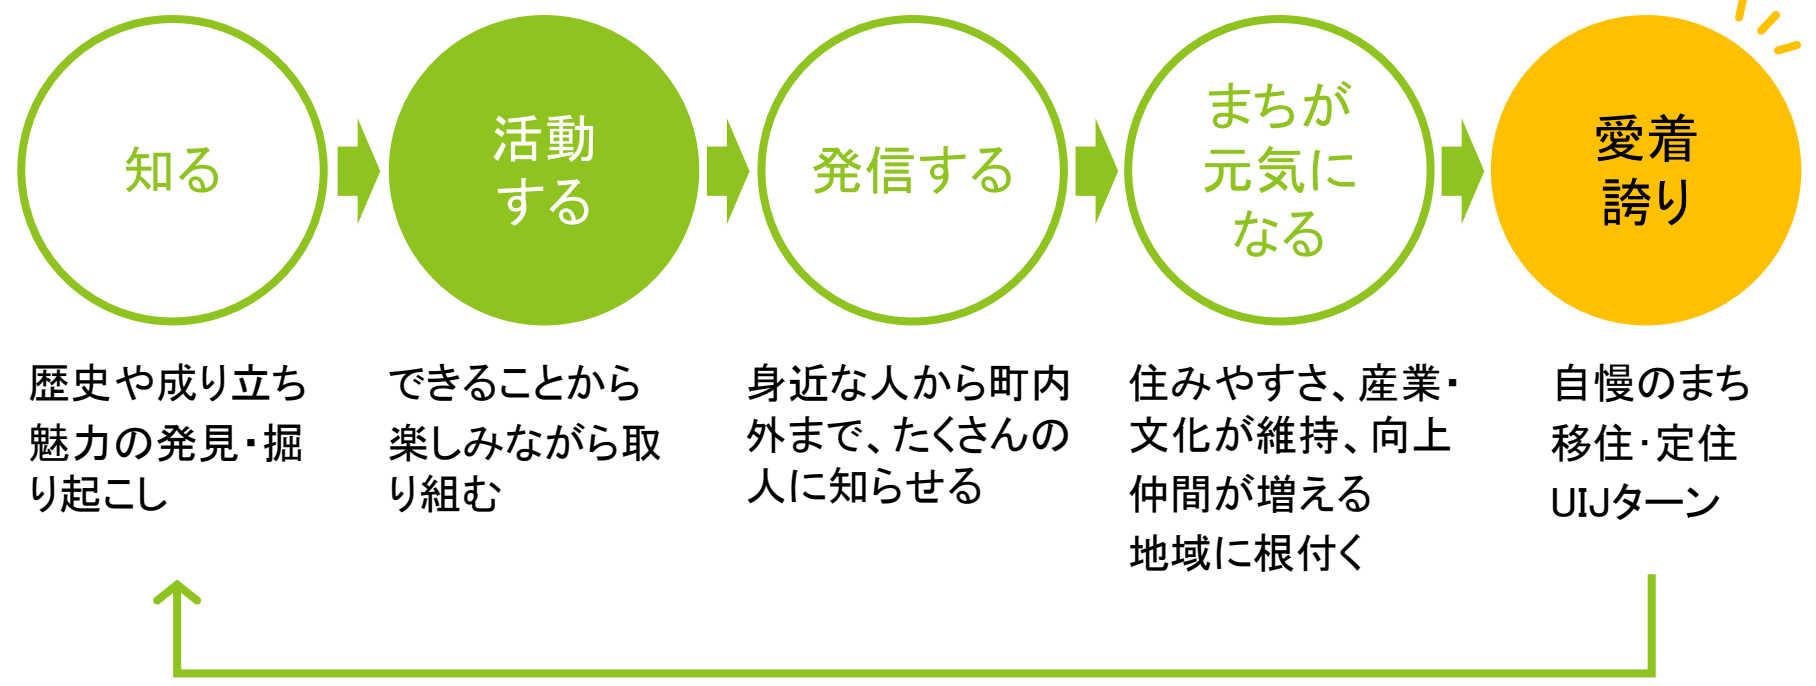 知る
活動
する
発信する
まちが
元気に
なる
愛着
誇り
歴史や成り立ち
魅力の発見・掘
り起こし
できることから
楽しみながら取
り組む
身近な人から町内
外まで、たくさんの
人に知らせる
住みやすさ、産業・
文化が維持、向上
仲間が増える
地域に根付く
自慢のまち
移住・定住
UIJターン